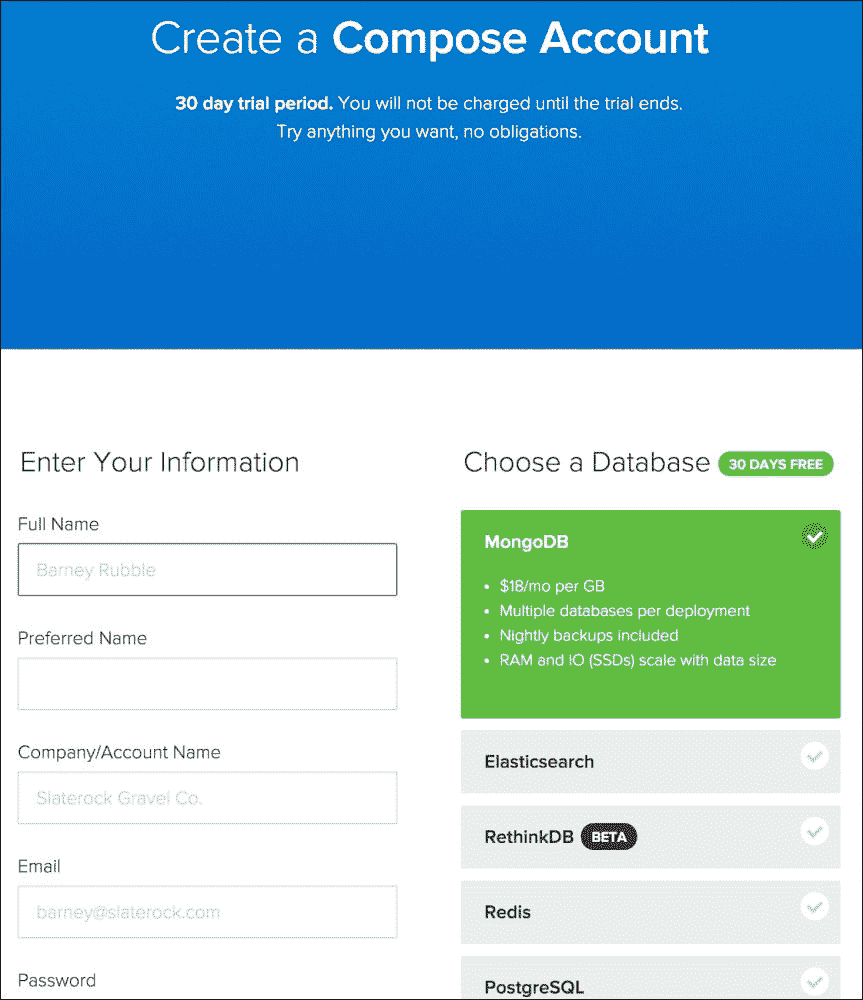 Create a Compose Account
30 day trial period. You will not be charged until the trial ends.
Try anything you want, no obligations.
Enter Your Information
Full Name
Barney Rubble
Preferred Name
Company/Account Name
Slaterock Gravel Co.
Email
barney@slaterock.com
Password
Choose a Database 30 DAYS FREE
MongoDB
• $18/mo per GB
• Multiple databases per deployment
• Nightly backups included
• RAM and IO (SSDs) scale with data size
Elasticsearch
RethinkDB BETA
Redis
PostgreSQL